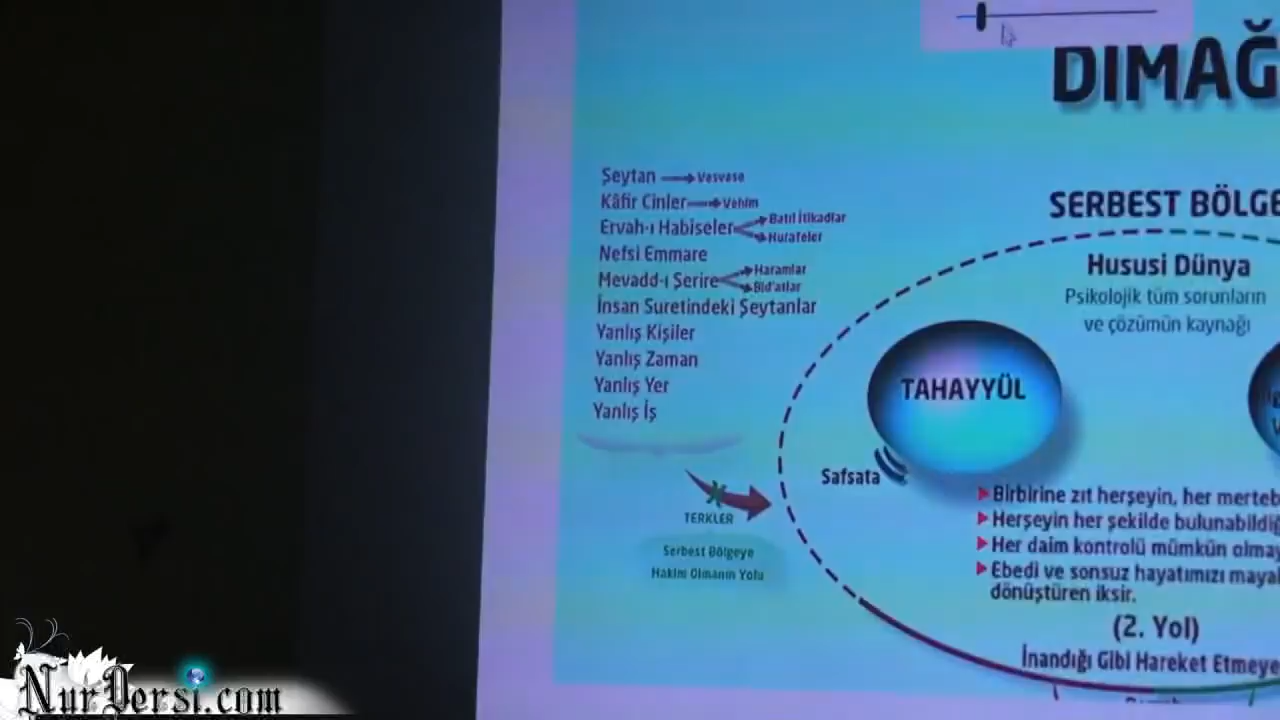 DIMAĞ
Şeytan Vesvese
Kâfir Cinler Vehim
Ervah-ı Habiseler Batıl İtikadlar
Hurafeler
Nefsi Emmare
Mevadd-ı Şerire Haramlar
Bid'atlar
İnsan Suretindeki Şeytanlar
Yanlış Kişiler
Yanlış Zaman
Yanlış Yer
Yanlış İş
TERKLER
Serbest Bölgeye
Hakim Olmanın Yolu
SERBEST BÖLGE
Hususi Dünya
Psikolojik tüm sorunların
ve çözümün kaynağı
TAHAYYÜL
Safsata
Birbirine zıt herşeyin, her merteb
Herşeyin her şekilde bulunabildiğ
Her daim kontrolü mümkün olmay
Ebedi ve sonsuz hayatımızı mayal
dönüştüren iksir.
(2. Yol)
İnandığı Gibi Hareket Etmeye
NurDersi.com